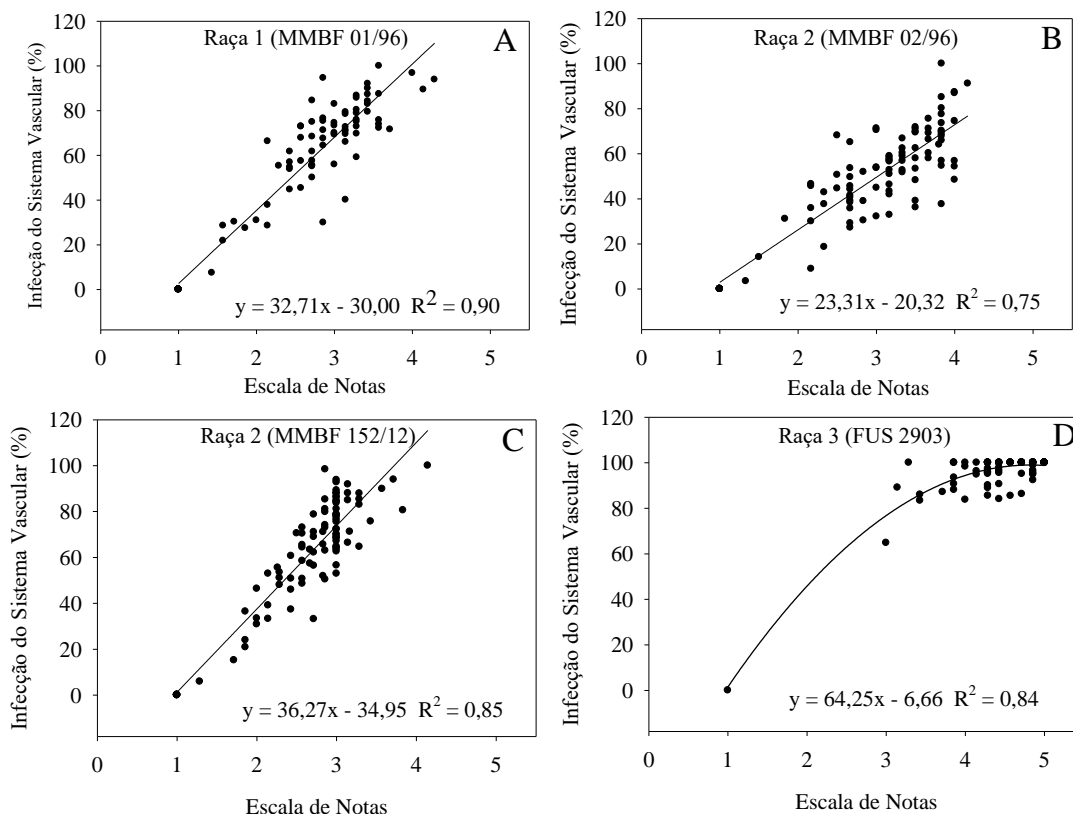 A
Raça 1 (MMBF 01/96)
Infecção do Sistema Vascular (%)
120
100
80
60
40
20
0
y = 32,71x - 30,00 R2 = 0,90
0 1 2 3 4 5
Escala de Notas
B
Raça 2 (MMBF 02/96)
Infecção do Sistema Vascular (%)
120
100
80
60
40
20
0
y = 23,31x - 20,32 R2 = 0,75
0 1 2 3 4 5
Escala de Notas
C
Raça 2 (MMBF 152/12)
Infecção do Sistema Vascular (%)
120
100
80
60
40
20
0
y = 36,27x - 34,95 R2 = 0,85
0 1 2 3 4 5
Escala de Notas
D
Raça 3 (FUS 2903)
Infecção do Sistema Vascular (%)
120
100
80
60
40
20
0
y = 64,25x - 6,66 R2 = 0,84
0 1 2 3 4 5
Escala de Notas